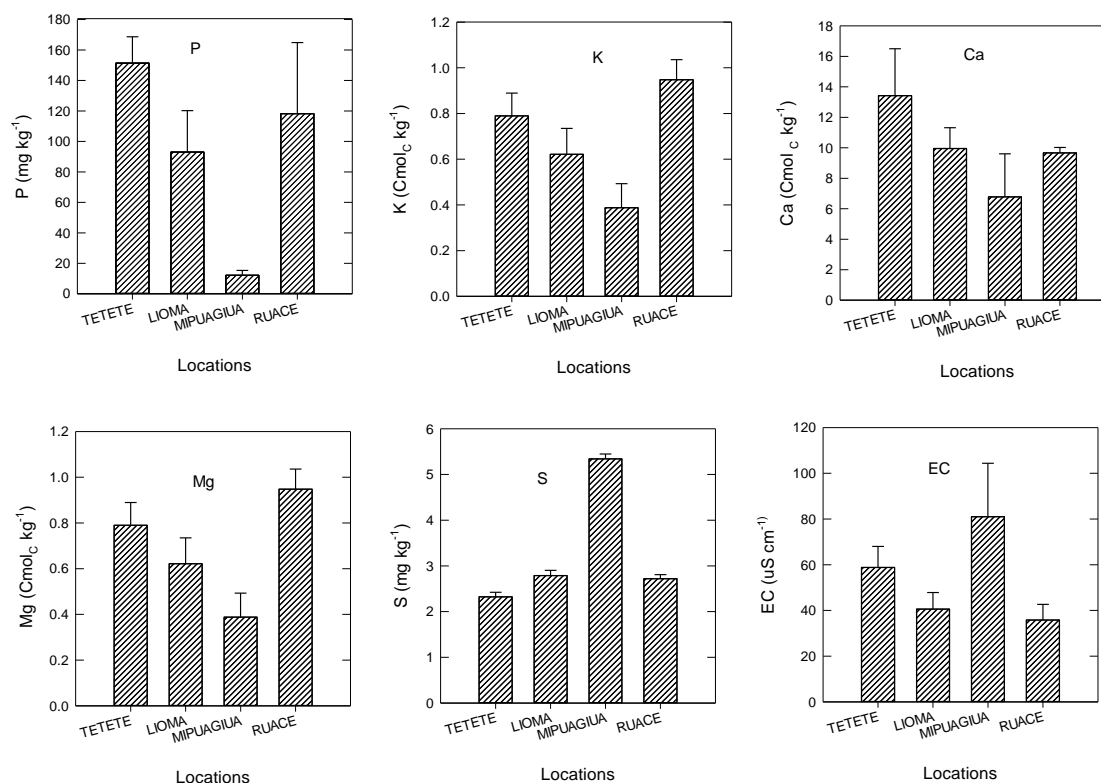 P
P (mg kg-1)
180
160
140
120
100
80
60
40
20
0
TETETE LIOMA MIPUAGIUA RUACE
Locations
K
K (CmolC kg-1)
1.2
1.0
0.8
0.6
0.4
0.2
0.0
TETETE LIOMA MIPUAGIUA RUACE
Locations
Ca
Ca (CmolC kg-1)
18
16
14
12
10
8
6
4
2
0
TETETE LIOMA MIPUAGIUA RUACE
Locations
Mg
Mg (CmolC kg-1)
1.2
1.0
0.8
0.6
0.4
0.2
0.0
TETETE LIOMA MIPUAGIUA RUACE
Locations
S
S (mg kg-1)
6
5
4
3
2
1
0
TETETE LIOMA MIPUAGIUA RUACE
Locations
EC
EC (uS cm-1)
120
100
80
60
40
20
0
TETETE LIOMA MIPUAGIUA RUACE
Locations